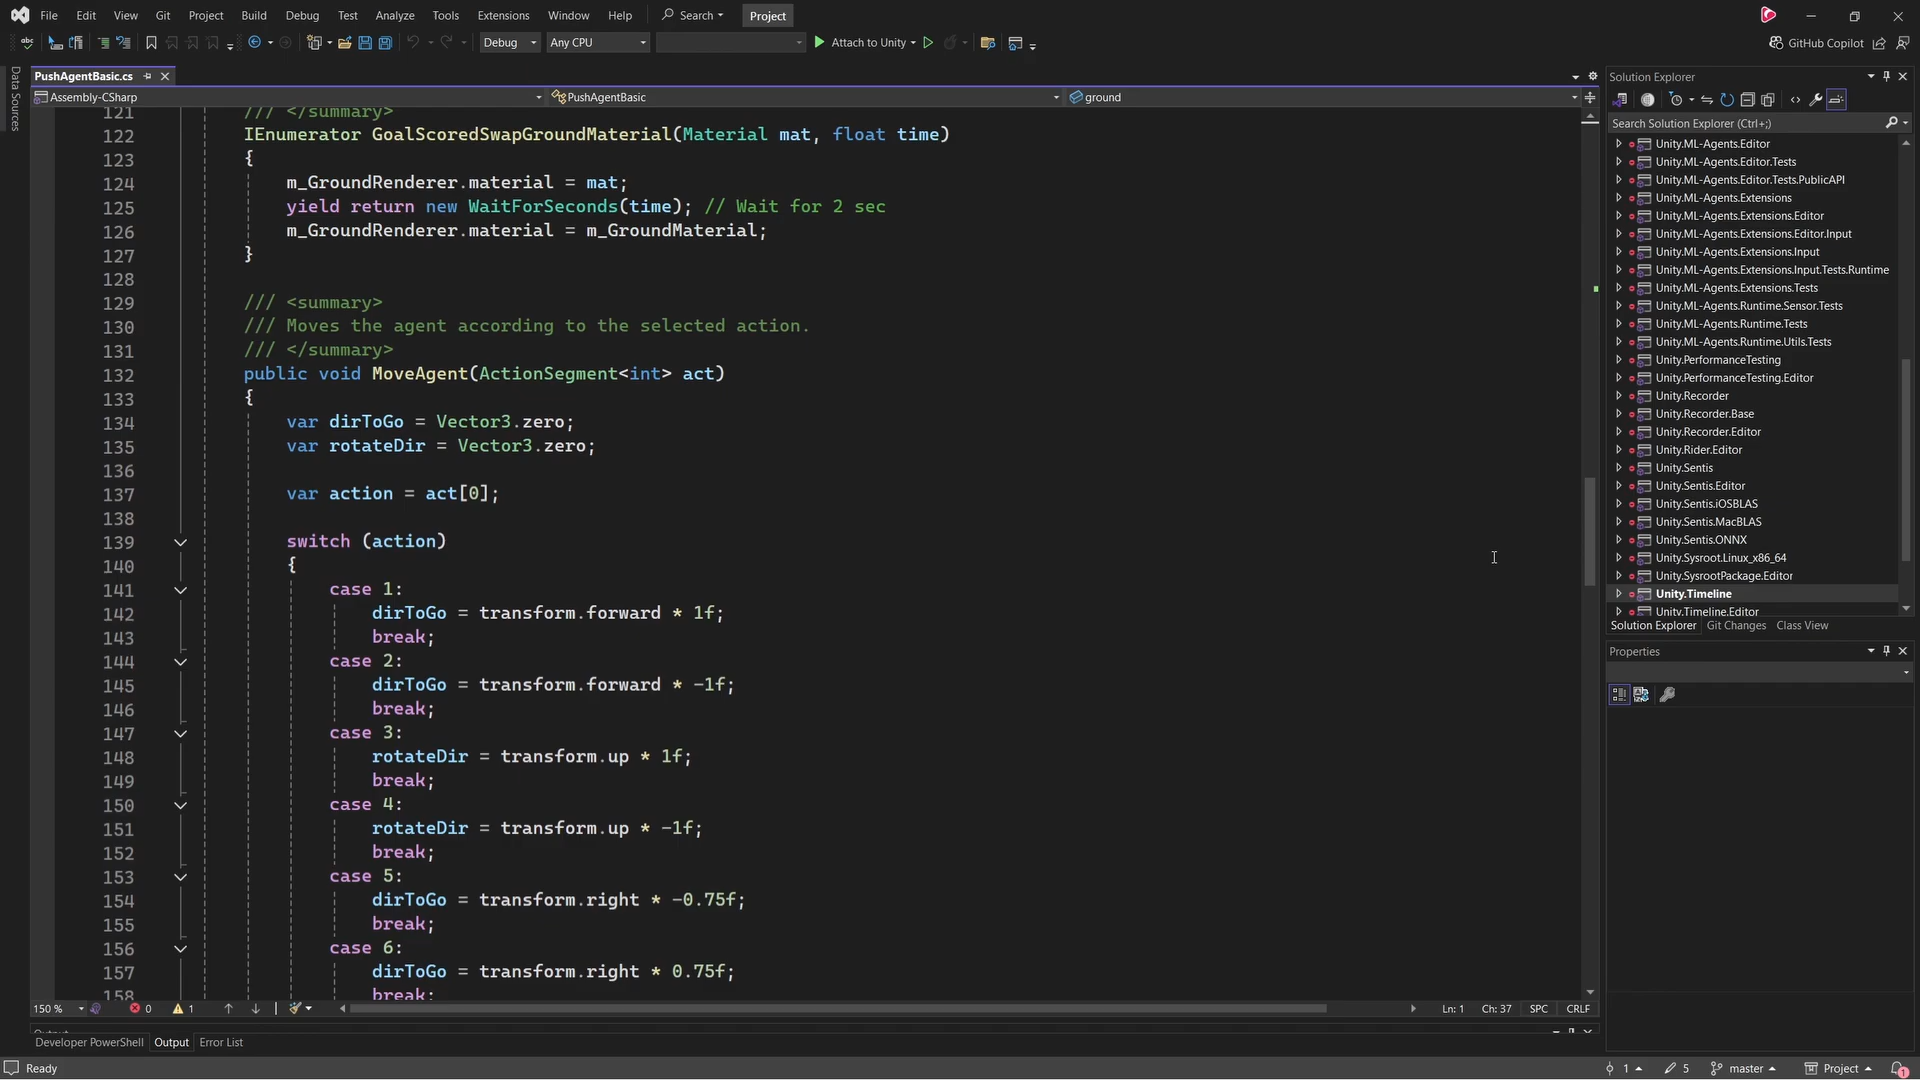 File Edit View Git Project Build Debug Test Analyze Tools Extensions Window Help Search Project
Debug Any CPU Attach to Unity GitHub Copilot
Data Sources
PushAgentBasic.cs
Assembly-CSharp PushAgentBasic ground
121 /// </summary>
122 IEnumerator GoalScoredSwapGroundMaterial(Material mat, float time)
123 {
124 m_GroundRenderer.material = mat;
125 yield return new WaitForSeconds(time); // Wait for 2 sec
126 m_GroundRenderer.material = m_GroundMaterial;
127 }
128
129 /// <summary>
130 /// Moves the agent according to the selected action.
131 /// </summary>
132 public void MoveAgent(ActionSegment<int> act)
133 {
134 var dirToGo = Vector3.zero;
135 var rotateDir = Vector3.zero;
136
137 var action = act[0];
138
139 switch (action)
140 {
141 case 1:
142 dirToGo = transform.forward * 1f;
143 break;
144 case 2:
145 dirToGo = transform.forward * -1f;
146 break;
147 case 3:
148 rotateDir = transform.up * 1f;
149 break;
150 case 4:
151 rotateDir = transform.up * -1f;
152 break;
153 case 5:
154 dirToGo = transform.right * -0.75f;
155 break;
156 case 6:
157 dirToGo = transform.right * 0.75f;
158 break;
150 % 0 1 Ln: 1 Ch: 37 SPC CRLF
Output
Developer PowerShell Output Error List
Ready 1 5 master Project 1
Solution Explorer
Search Solution Explorer (Ctrl+;)
Unity.ML-Agents.Editor
Unity.ML-Agents.Editor.Tests
Unity.ML-Agents.Editor.Tests.PublicAPI
Unity.ML-Agents.Extensions
Unity.ML-Agents.Extensions.Editor
Unity.ML-Agents.Extensions.Editor.Input
Unity.ML-Agents.Extensions.Input
Unity.ML-Agents.Extensions.Input.Tests.Runtime
Unity.ML-Agents.Extensions.Tests
Unity.ML-Agents.Runtime.Sensor.Tests
Unity.ML-Agents.Runtime.Tests
Unity.ML-Agents.Runtime.Utils.Tests
Unity.PerformanceTesting
Unity.PerformanceTesting.Editor
Unity.Recorder
Unity.Recorder.Base
Unity.Recorder.Editor
Unity.Rider.Editor
Unity.Sentis
Unity.Sentis.Editor
Unity.Sentis.iOSBLAS
Unity.Sentis.MacBLAS
Unity.Sentis.ONNX
Unity.Sysroot.Linux_x86_64
Unity.SysrootPackage.Editor
Unity.Timeline
Unity.Timeline.Editor
Solution Explorer Git Changes Class View
Properties